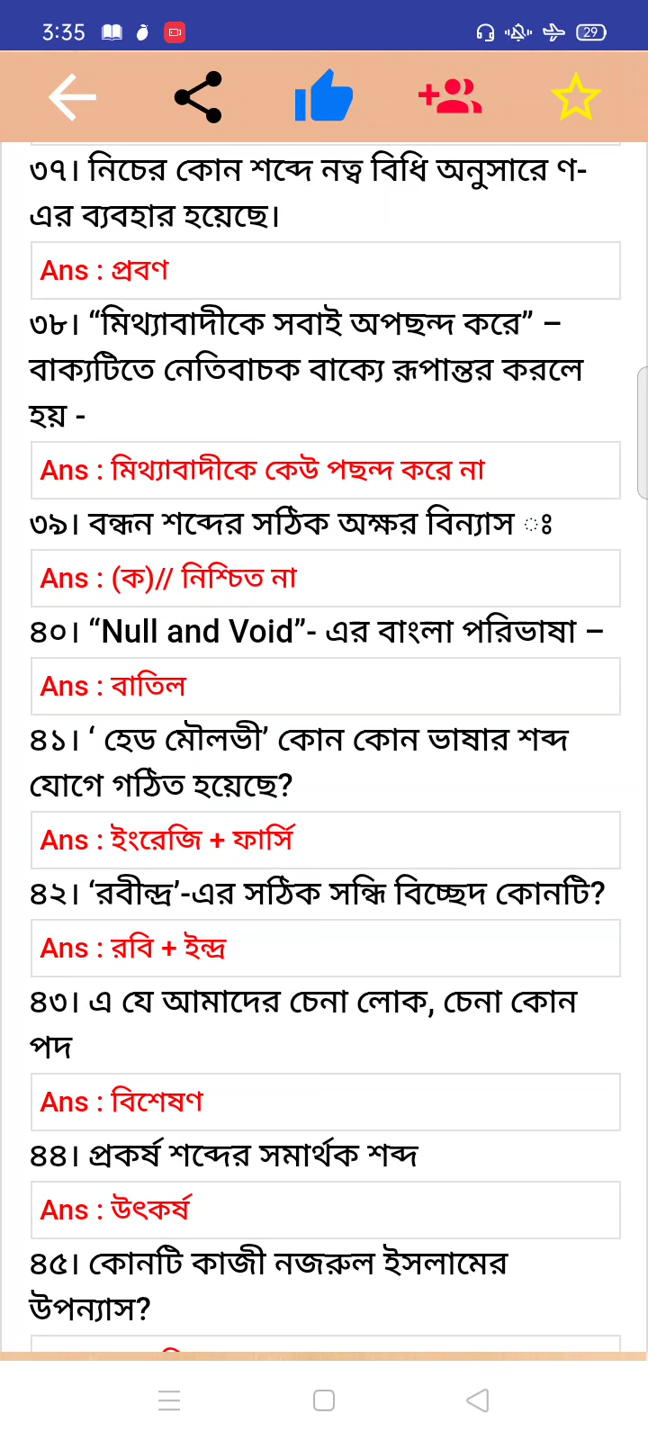 3:35
29
৩৭। নিচের কোন শব্দে নত্ব বিধি অনুসারে ণ-
এর ব্যবহার হয়েছে।
Ans : প্রবণ
৩৮। “মিথ্যাবাদীকে সবাই অপছন্দ করে” –
বাক্যটিতে নেতিবাচক বাক্যে রূপান্তর করলে
হয় -
Ans : মিথ্যাবাদীকে কেউ পছন্দ করে না
৩৯। বন্ধন শব্দের সঠিক অক্ষর বিন্যাস ঃ
Ans : (ক)// নিশ্চিত না
৪০। “Null and Void”- এর বাংলা পরিভাষা –
Ans : বাতিল
৪১। ‘ হেড মৌলভী’ কোন কোন ভাষার শব্দ
যোগে গঠিত হয়েছে?
Ans : ইংরেজি + ফার্সি
৪২। ‘রবীন্দ্র’-এর সঠিক সন্ধি বিচ্ছেদ কোনটি?
Ans : রবি + ইন্দ্র
৪৩। এ যে আমাদের চেনা লোক, চেনা কোন
পদ
Ans : বিশেষণ
৪৪। প্রকর্ষ শব্দের সমার্থক শব্দ
Ans : উৎকর্ষ
৪৫। কোনটি কাজী নজরুল ইসলামের
উপন্যাস?